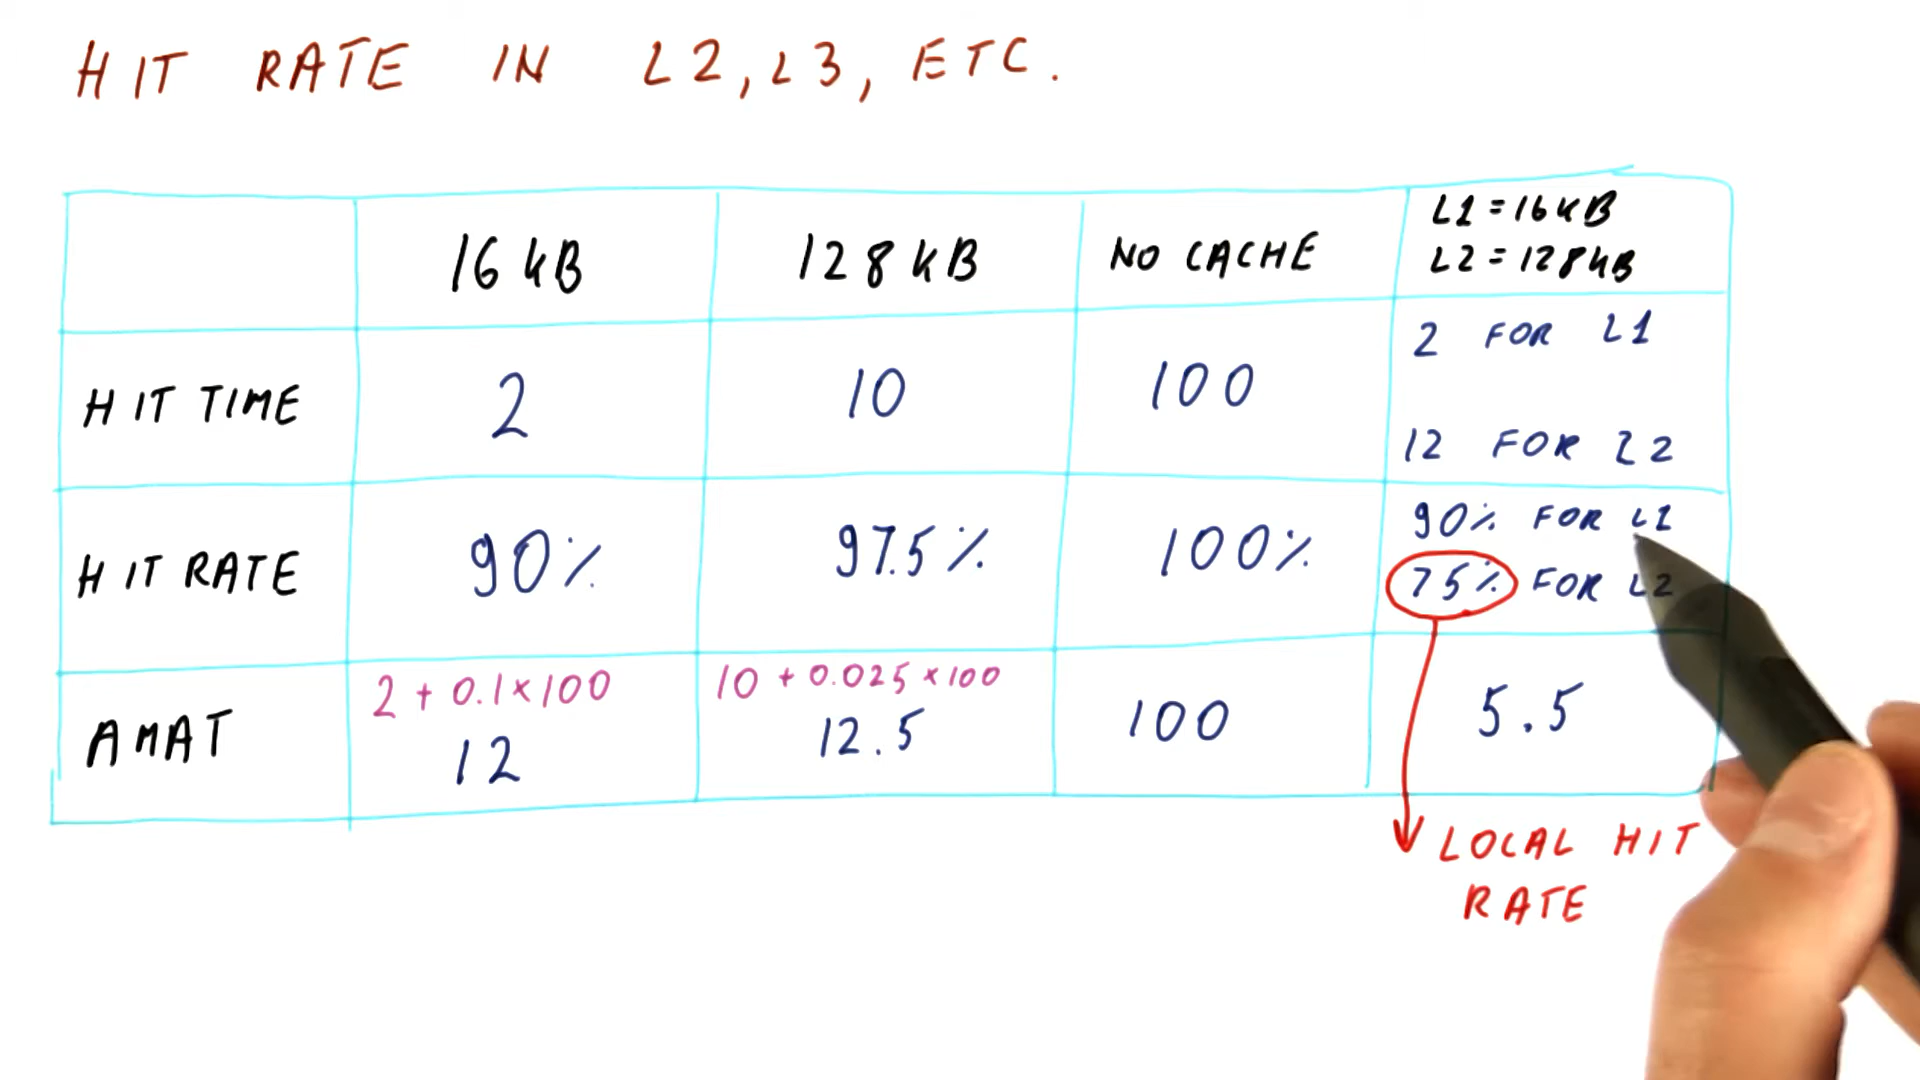 HIT RATE IN L2, L3, ETC.
16 kB
128 kB
NO CACHE
L1 = 16 kB
L2 = 128 kB
HIT TIME
2
10
100
2 FOR L1
12 FOR L2
HIT RATE
90%
97.5%
100%
90% FOR L1
75% FOR L2
AMAT
2 + 0.1 × 100
12
10 + 0.025 × 100
12.5
100
5.5
LOCAL HIT
RATE